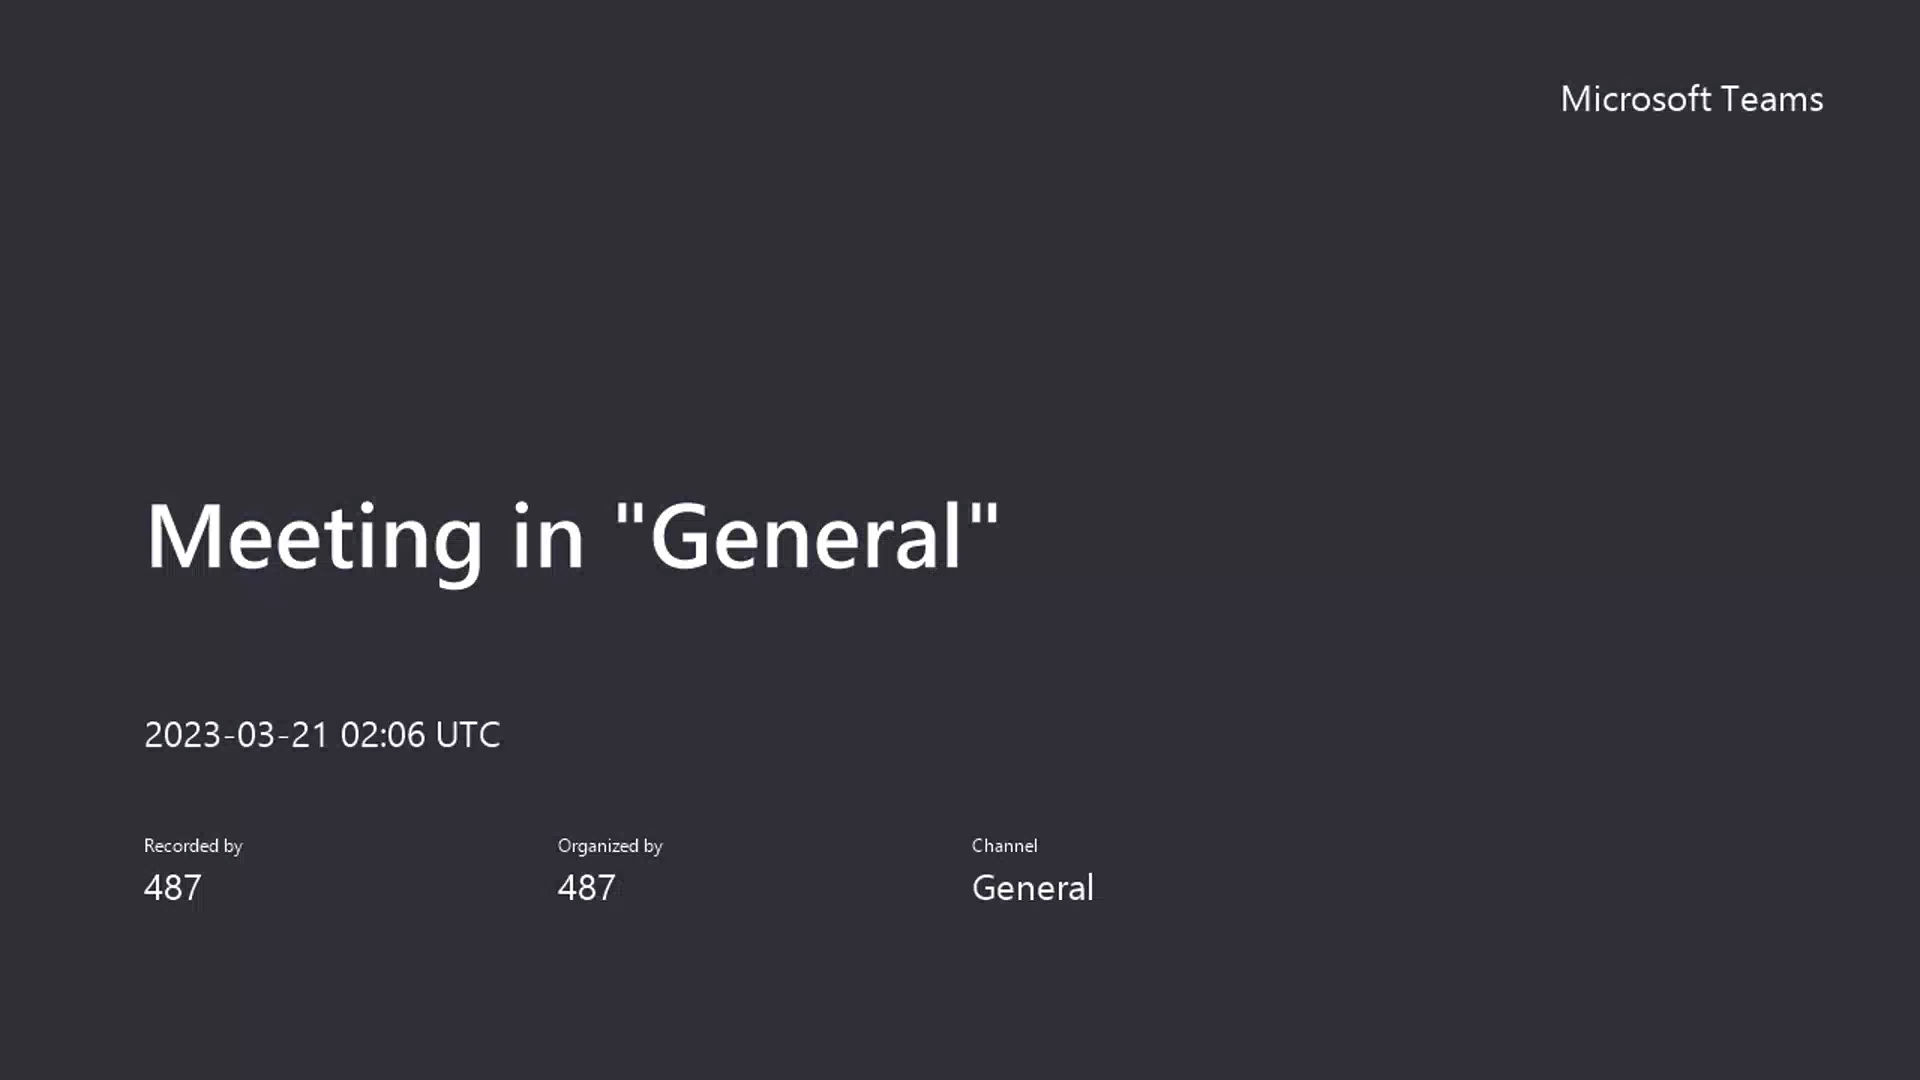 Microsoft Teams
Meeting in "General"
2023-03-21 02:06 UTC
Recorded by
487
Organized by
487
Channel
General